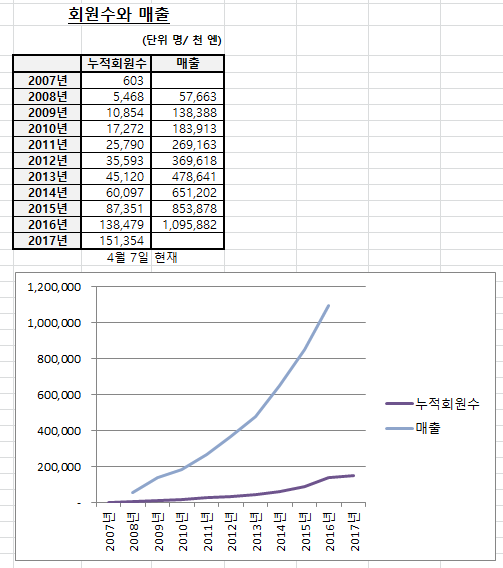 회원수와 매출
(단위 명/ 천 엔)
누적회원수 매출
2007년 603
2008년 5,468 57,663
2009년 10,854 138,388
2010년 17,272 183,913
2011년 25,790 269,163
2012년 35,593 369,618
2013년 45,120 478,641
2014년 60,097 651,202
2015년 87,351 853,878
2016년 138,479 1,095,882
2017년 151,354
4월 7일 현재
1,200,000
1,000,000
800,000
600,000
400,000
200,000
-
누적회원수
매출
2007년 2008년 2009년 2010년 2011년 2012년 2013년 2014년 2015년 2016년 2017년